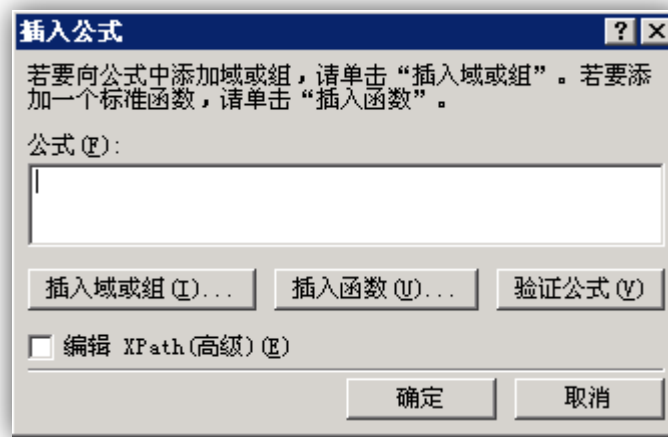 插入公式
若要向公式中添加域或组，请单击“插入域或组”。若要添
加一个标准函数，请单击“插入函数”。
公式(F):
插入域或组(I)... 插入函数(U)... 验证公式(V)
编辑 XPath(高级)(E)
确定 取消